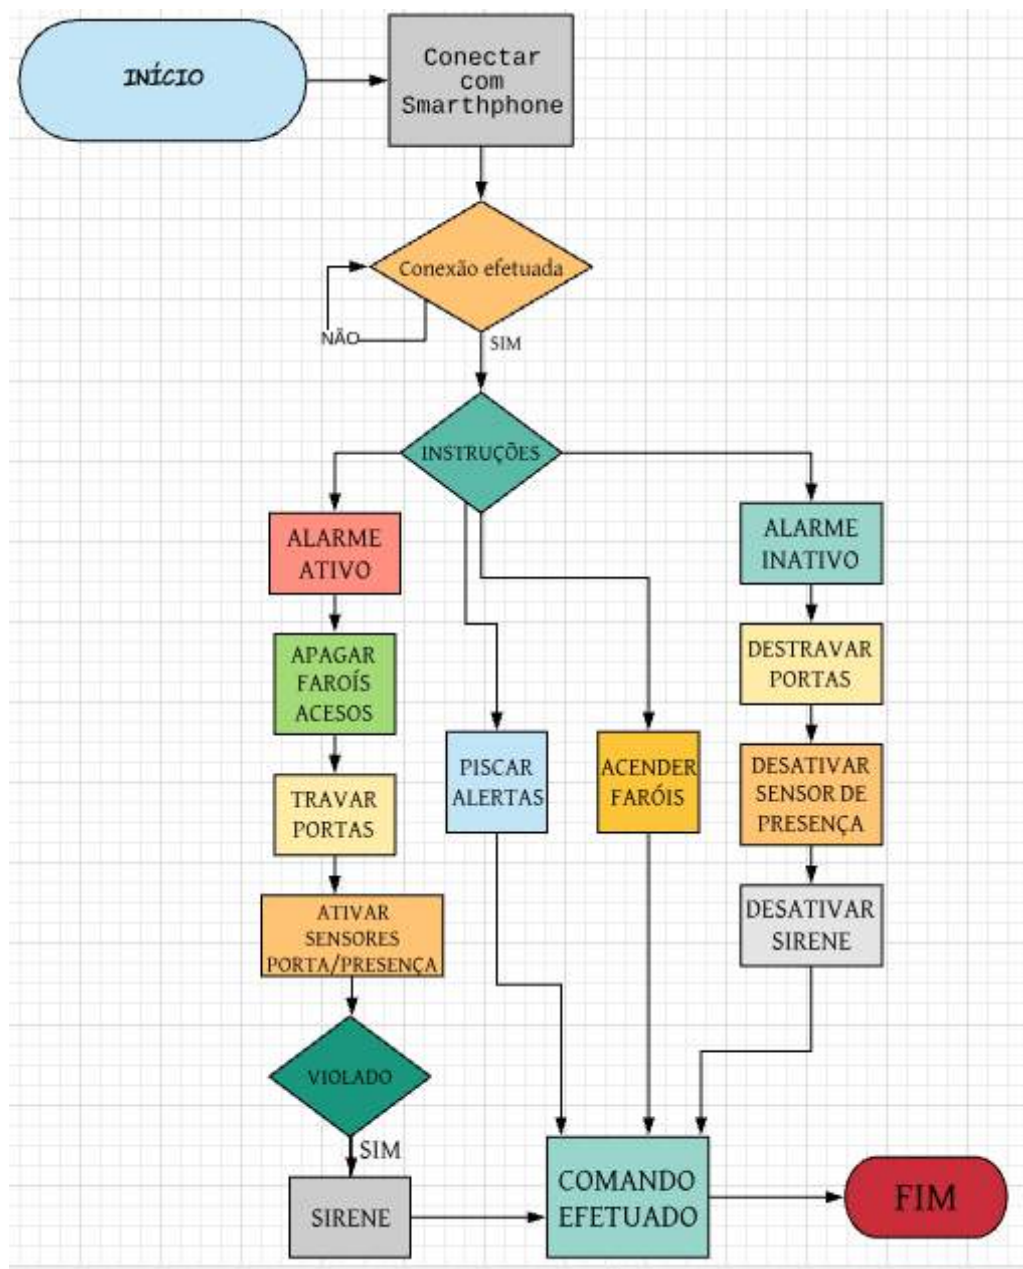 INÍCIO
Conectar
com
Smarthphone
Conexão efetuada
NÃO
SIM
INSTRUÇÕES
ALARME
ATIVO
ALARME
INATIVO
APAGAR
FAROÍS
ACESOS
DESTRAVAR
PORTAS
TRAVAR
PORTAS
PISCAR
ALERTAS
ACENDER
FARÓIS
DESATIVAR
SENSOR DE
PRESENÇA
ATIVAR
SENSORES
PORTA/PRESENÇA
DESATIVAR
SIRENE
VIOLADO
SIM
SIRENE
COMANDO
EFETUADO
FIM